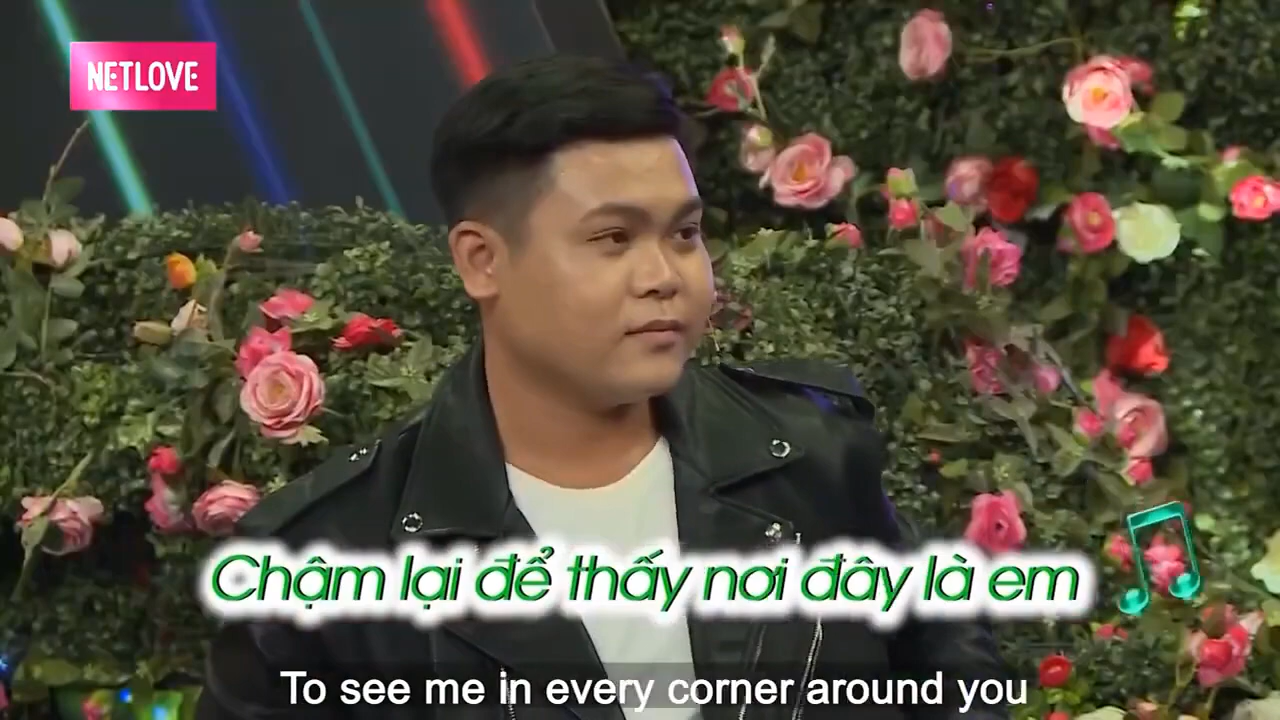 NETLOVE
Chậm lại để thấy nơi đây là em
To see me in every corner around you